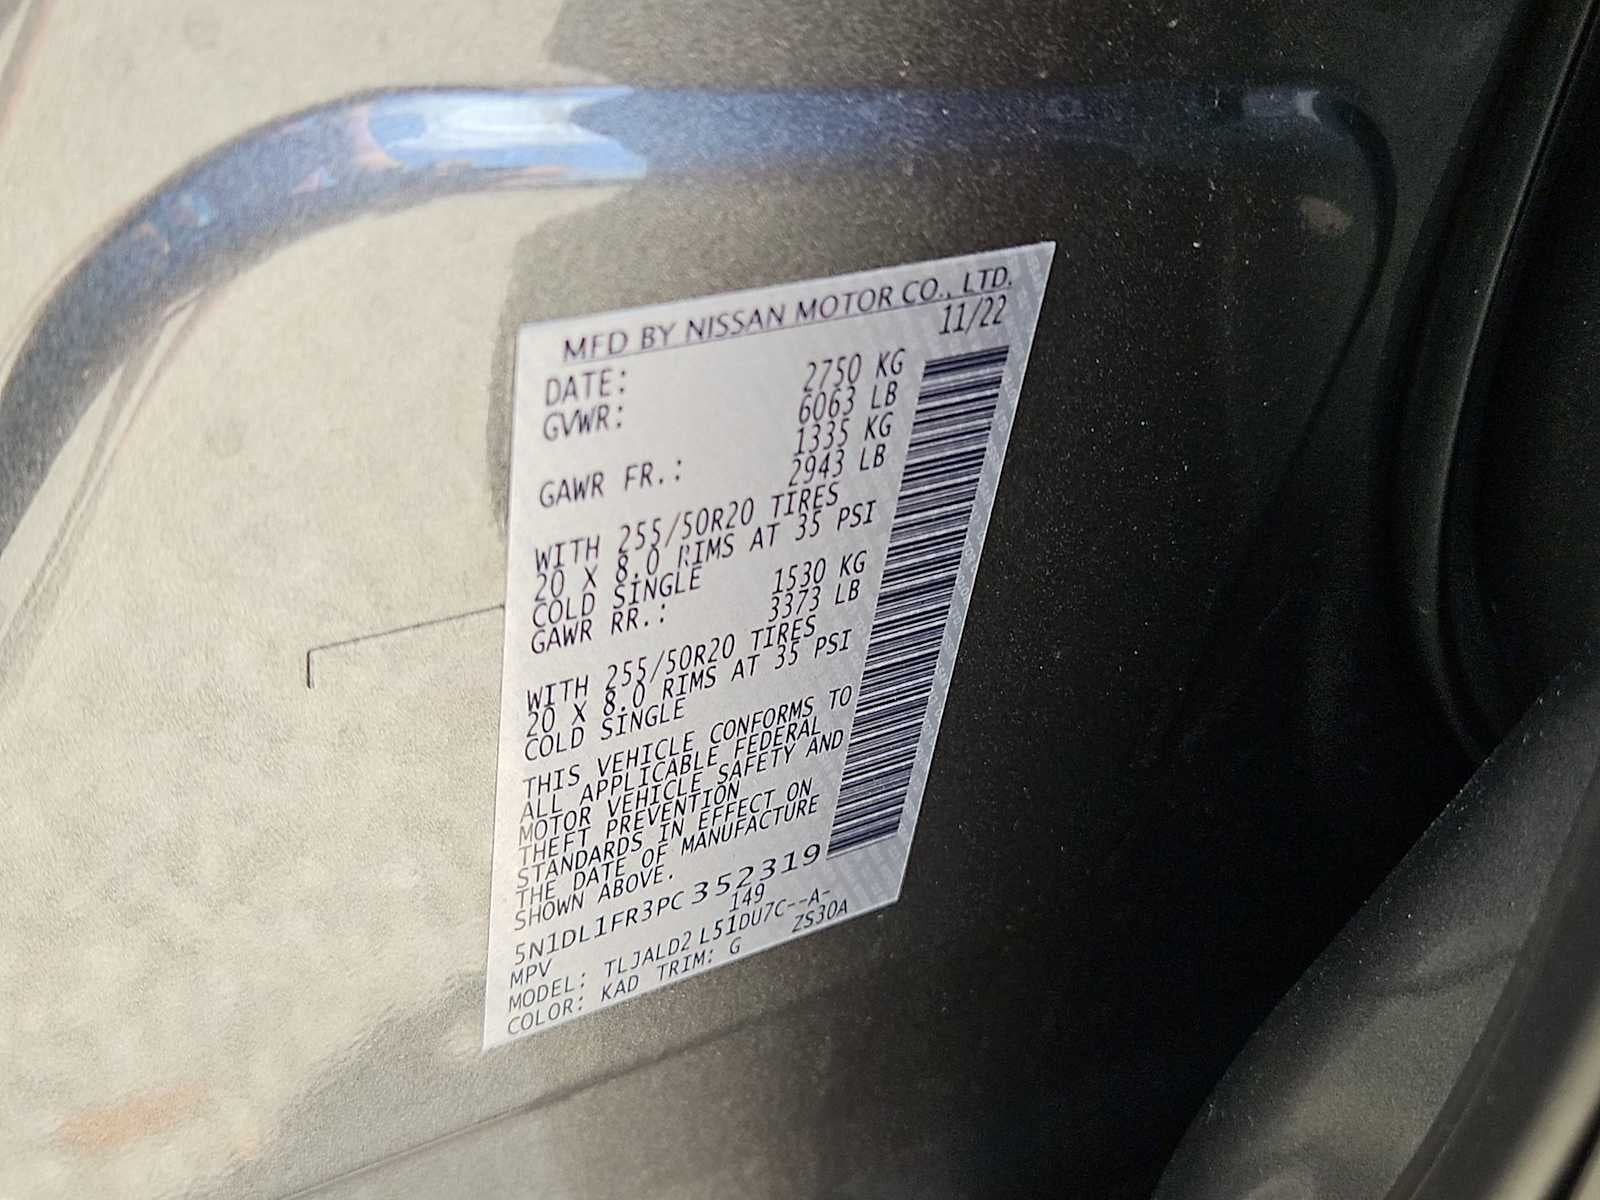 MFD BY NISSAN MOTOR CO., LTD.
DATE: 11/22
GVWR: 2750 KG
6063 LB
GAWR FR.: 1335 KG
2943 LB
WITH 255/50R20 TIRES
20 X 8.0 RIMS AT 35 PSI
COLD SINGLE
GAWR RR.: 1530 KG
3373 LB
WITH 255/50R20 TIRES
20 X 8.0 RIMS AT 35 PSI
COLD SINGLE
THIS VEHICLE CONFORMS TO
ALL APPLICABLE FEDERAL
MOTOR VEHICLE SAFETY AND
THEFT PREVENTION
STANDARDS IN EFFECT ON
THE DATE OF MANUFACTURE
SHOWN ABOVE.
5N1DL1FR3PC352319
MPV 149
MODEL: TLJALD2 L51DU7C--A-
COLOR: KAD TRIM: G ZS30A